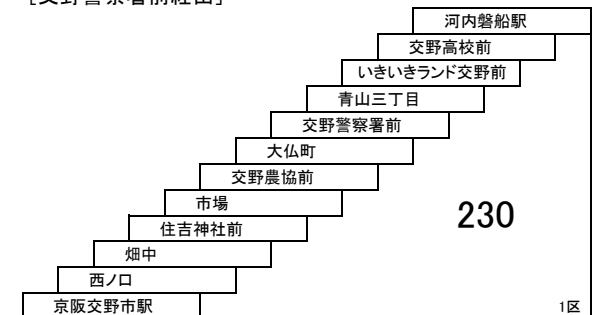 ［交野警察署前経由］
河内磐船駅
交野高校前
いきいきランド交野前
青山三丁目
交野警察署前
大仏町
交野農協前
市場
230
住吉神社前
畑中
西ノ口
京阪交野市駅
1区